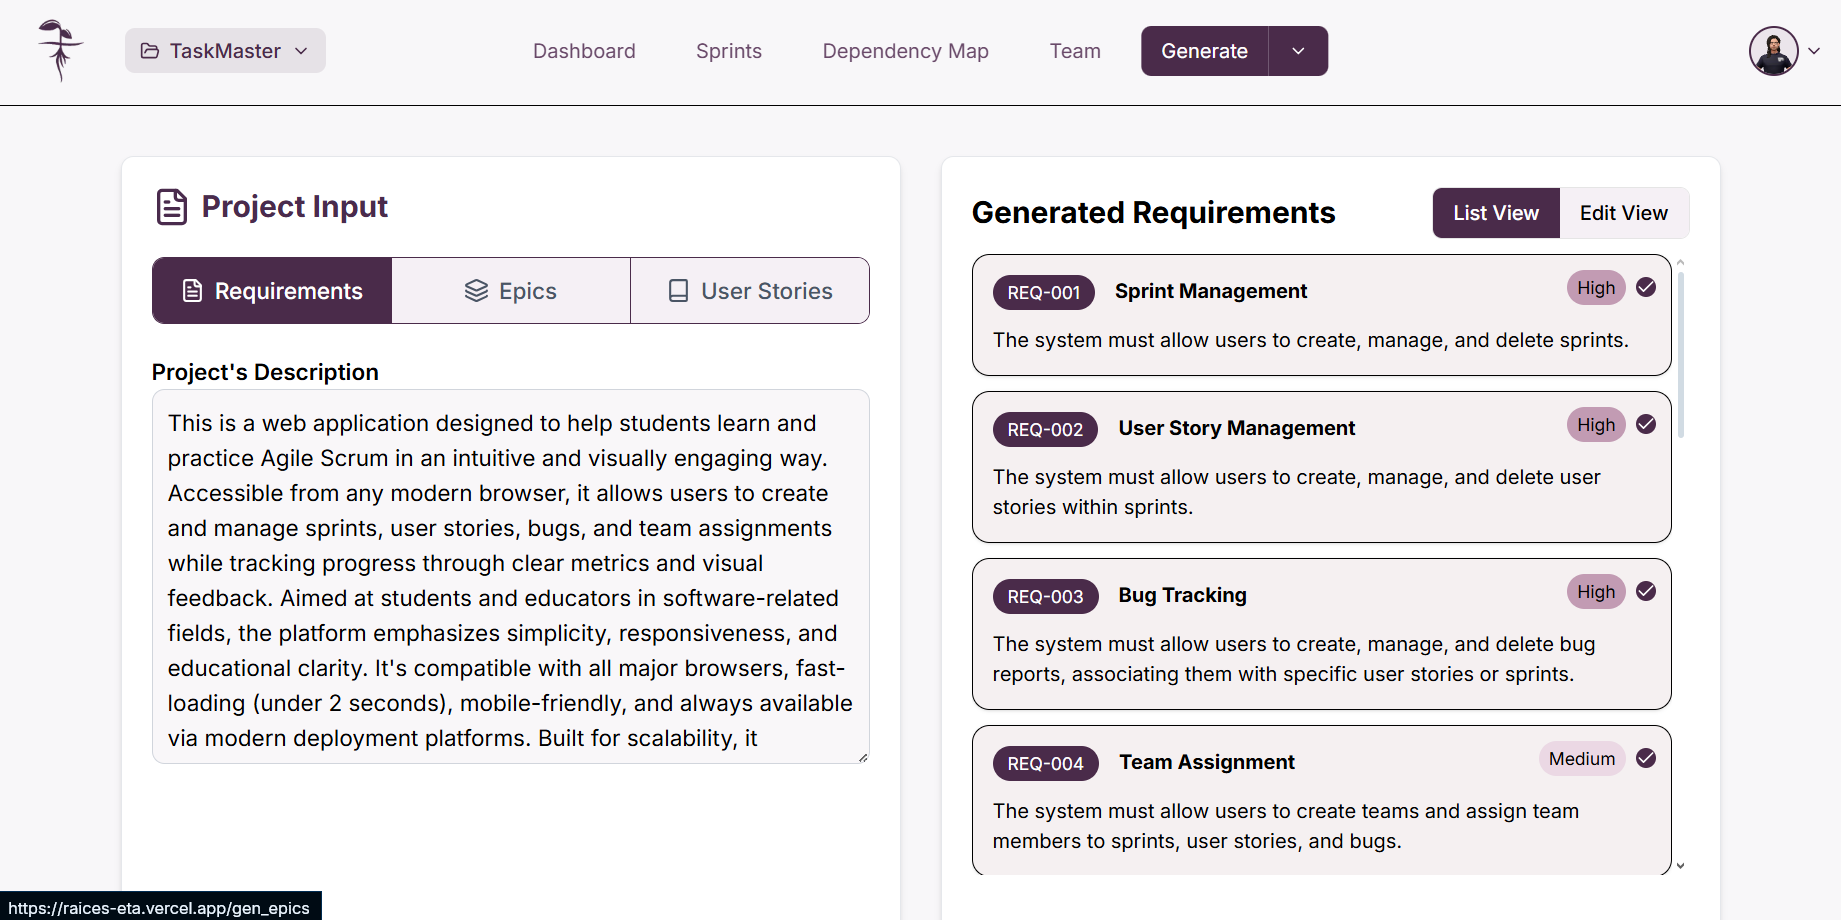 TaskMaster
Dashboard
Sprints
Dependency Map
Team
Generate
Project Input
Requirements
Epics
User Stories
Project's Description
This is a web application designed to help students learn and
practice Agile Scrum in an intuitive and visually engaging way.
Accessible from any modern browser, it allows users to create
and manage sprints, user stories, bugs, and team assignments
while tracking progress through clear metrics and visual
feedback. Aimed at students and educators in software-related
fields, the platform emphasizes simplicity, responsiveness, and
educational clarity. It's compatible with all major browsers, fast-
loading (under 2 seconds), mobile-friendly, and always available
via modern deployment platforms. Built for scalability, it
Generated Requirements
List View
Edit View
REQ-001
Sprint Management
High
The system must allow users to create, manage, and delete sprints.
REQ-002
User Story Management
High
The system must allow users to create, manage, and delete user
stories within sprints.
REQ-003
Bug Tracking
High
The system must allow users to create, manage, and delete bug
reports, associating them with specific user stories or sprints.
REQ-004
Team Assignment
Medium
The system must allow users to create teams and assign team
members to sprints, user stories, and bugs.
https://raices-eta.vercel.app/gen_epics